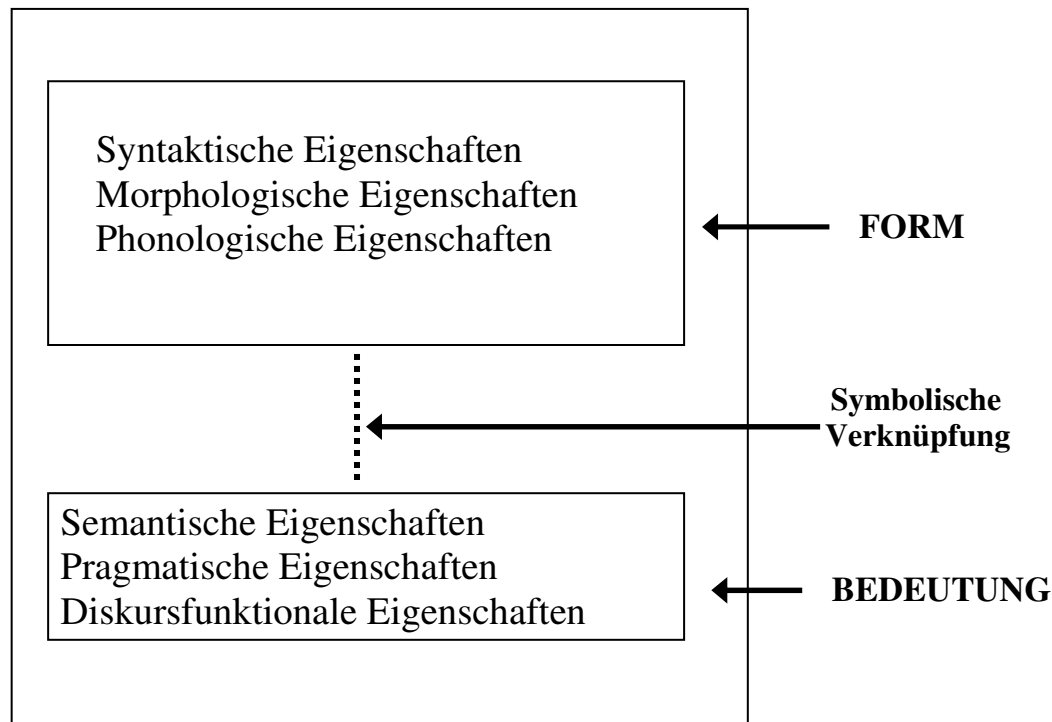 Syntaktische Eigenschaften
Morphologische Eigenschaften
Phonologische Eigenschaften
FORM
Symbolische
Verknüpfung
Semantische Eigenschaften
Pragmatische Eigenschaften
Diskursfunktionale Eigenschaften
BEDEUTUNG